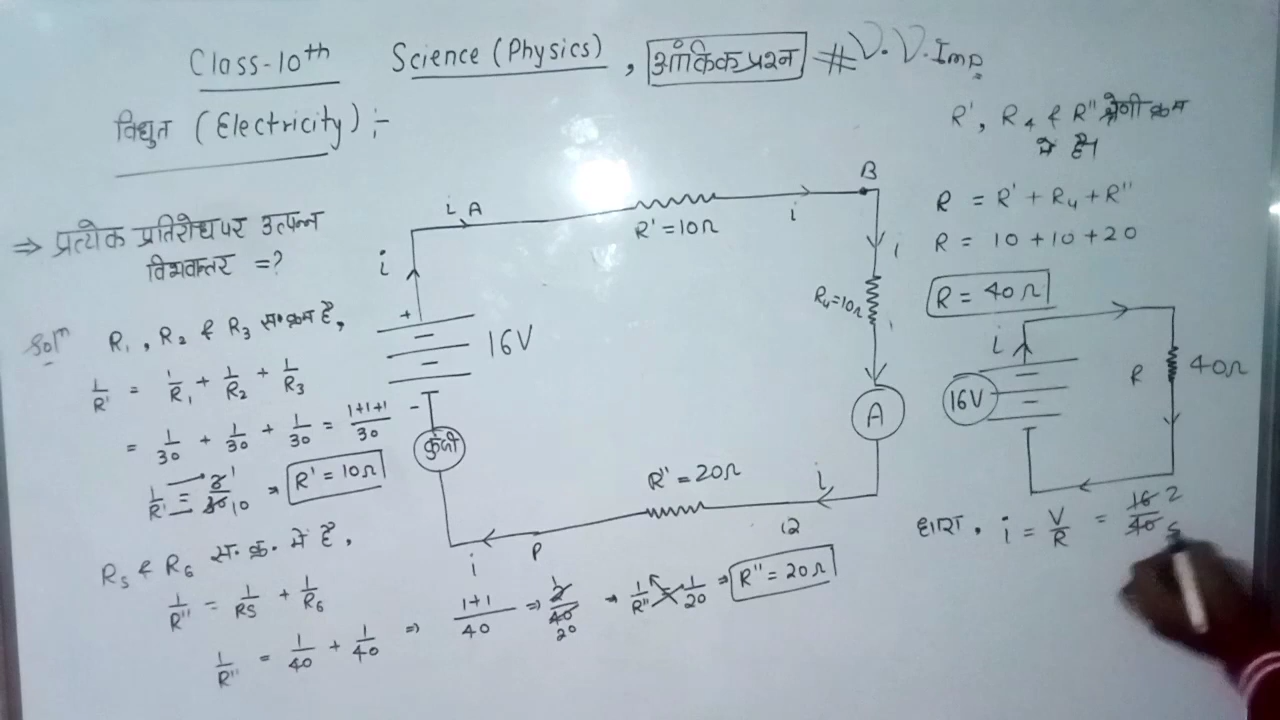 Class-10th Science (Physics), आंकिक प्रश्न # V.V.Imp.
विद्युत (Electricity) :-
⇒ प्रत्येक प्रतिरोध पर उत्पन्न
विभवान्तर = ?
Solⁿ R₁, R₂ & R₃ स॰ क्रम है,
1/R' = 1/R₁ + 1/R₂ + 1/R₃
= 1/30 + 1/30 + 1/30 = 1+1+1/30
1/R' = 3/30 1 10 ⇒ R' = 10Ω
R₅ & R₆ स. क्र. में है,
1/R'' = 1/R₅ + 1/R₆
1/R'' = 1/40 + 1/40 ⇒ 1+1/40 ⇒ 2/40 20 ⇒ 1/R'' = 1/20 ⇒ R'' = 20Ω
i A
R' = 10Ω
i
B
i
i
R₄ = 10Ω
+
16V
-
कुंजी
A
R'' = 20Ω
i
Q
P
i
R', R₄ & R'' श्रेणी क्रम
में है।
R = R' + R₄ + R''
R = 10 + 10 + 20
R = 40Ω
i
16V
R
40Ω
धारा, i = V/R = 16/40 2 5